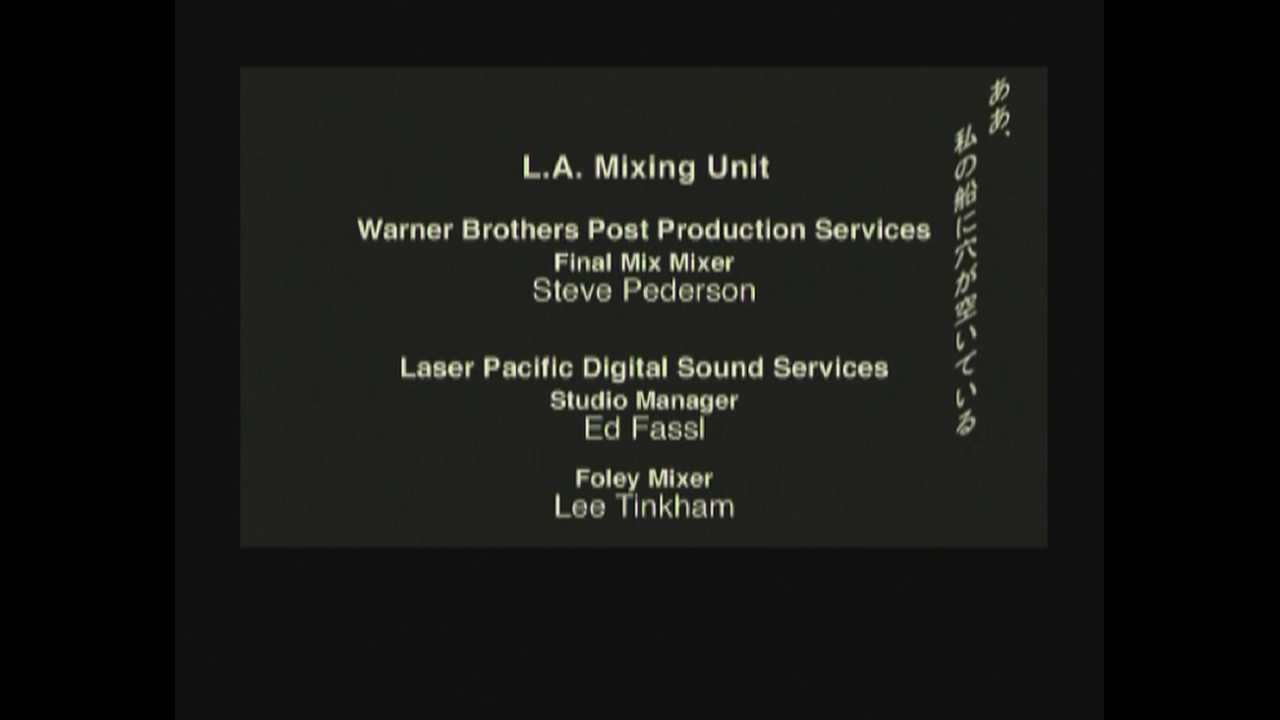 L.A. Mixing Unit
Warner Brothers Post Production Services
Final Mix Mixer
Steve Pederson
Laser Pacific Digital Sound Services
Studio Manager
Ed Fassl
Foley Mixer
Lee Tinkham
ああ、
私の船に穴が空いている